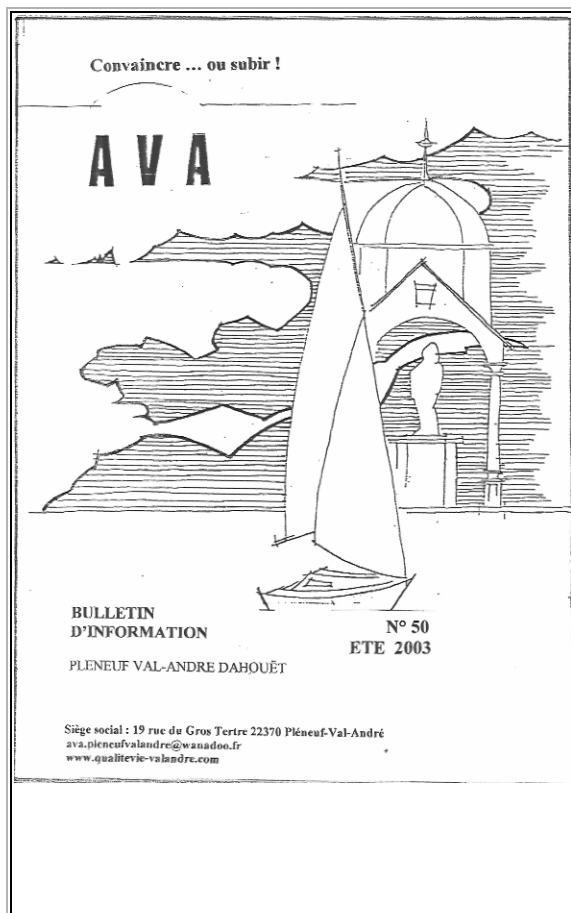 Convaincre ... ou subir !
AVA
BULLETIN
D'INFORMATION
N° 50
ETE 2003
PLENEUF VAL-ANDRE DAHOUËT
Siège social : 19 rue du Gros Tertre 22370 Pléneuf-Val-André
ava.pleneufvalandre@wanadoo.fr
www.qualitevie-valandre.com